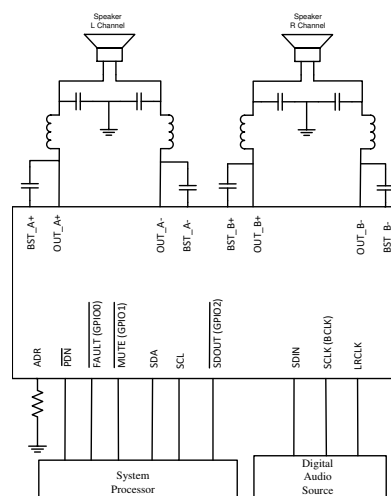 Speaker
L Channel
Speaker
R Channel
BST_A+
OUT_A+
OUT_A-
BST_A-
BST_B+
OUT_B+
OUT_B-
BST_B-
ADR
PDN
FAULT (GPIO0)
MUTE (GPIO1)
SDA
SCL
SDOUT (GPIO2)
SDIN
SCLK (BCLK)
LRCLK
System
Processor
Digital
Audio
Source